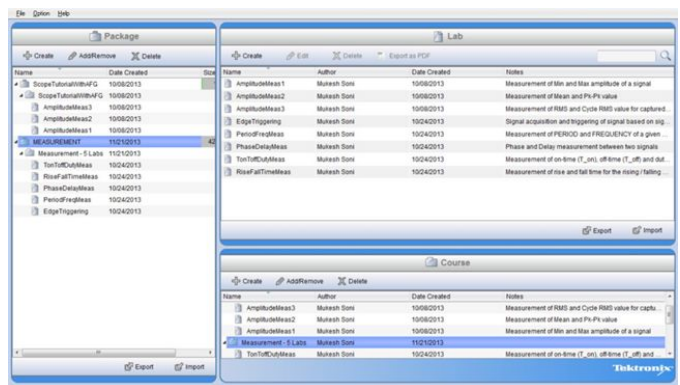 File Option Help
Package
Create Add/Remove Delete
Name Date Created Size
ScopeTutorialWithAFG 10/08/2013
ScopeTutorialWithAFG 10/08/2013
AmplitudeMeas3 10/08/2013
AmplitudeMeas2 10/08/2013
AmplitudeMeas1 10/08/2013
MEASUREMENT 11/21/2013 42
Measurement - 5 Labs 11/21/2013
TonToffDutyMeas 10/24/2013
RiseFallTimeMeas 10/24/2013
PhaseDelayMeas 10/24/2013
PeriodFreqMeas 10/24/2013
EdgeTriggering 10/24/2013
Export Import
Lab
Create Edit Delete Export as PDF
Name Author Date Created Notes
AmplitudeMeas1 Mukesh Soni 10/08/2013 Measurement of Min and Max amplitude of a signal
AmplitudeMeas2 Mukesh Soni 10/08/2013 Measurement of Mean and Pk-Pk value
AmplitudeMeas3 Mukesh Soni 10/08/2013 Measurement of RMS and Cycle RMS value for captured...
EdgeTriggering Mukesh Soni 10/24/2013 Signal acquisition and triggering of signal based on sig...
PeriodFreqMeas Mukesh Soni 10/24/2013 Measurement of PERIOD and FREQUENCY of a given ...
PhaseDelayMeas Mukesh Soni 10/24/2013 Phase and Delay measurement between two signals
TonToffDutyMeas Mukesh Soni 10/24/2013 Measurement of on-time (T_on), off-time (T_off) and dut...
RiseFallTimeMeas Mukesh Soni 10/24/2013 Measurement of rise and fall time for the rising / falling ...
Export Import
Course
Create Add/Remove Delete
Name Author Date Created Notes
AmplitudeMeas3 Mukesh Soni 10/08/2013 Measurement of RMS and Cycle RMS value for captu...
AmplitudeMeas2 Mukesh Soni 10/08/2013 Measurement of Mean and Pk-Pk value
AmplitudeMeas1 Mukesh Soni 10/08/2013 Measurement of Min and Max amplitude of a signal
Measurement - 5 Labs Mukesh Soni 11/21/2013
TonToffDutyMeas Mukesh Soni 10/24/2013 Measurement of on-time (T_on), off-time (T_off) and ...
Tektronix